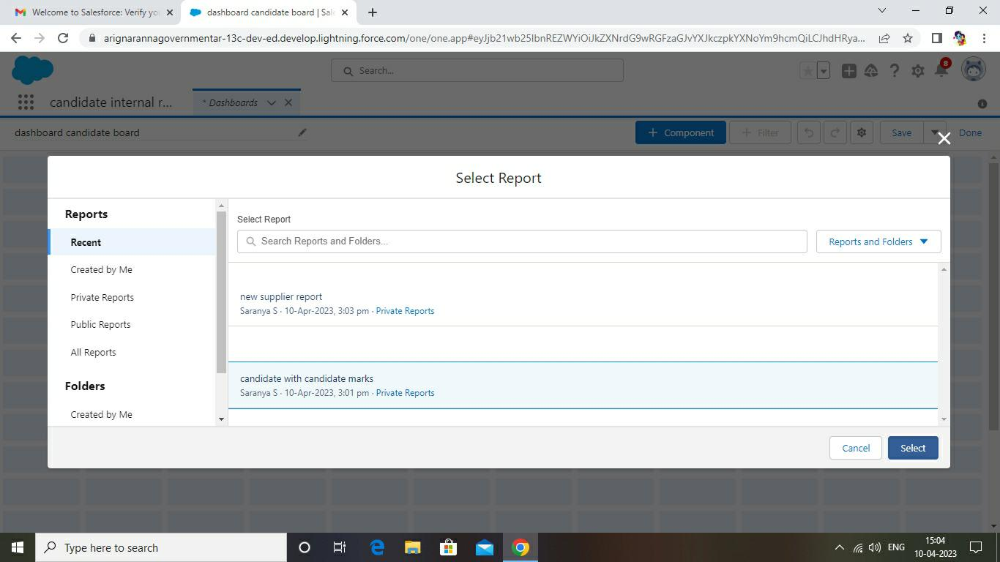 Welcome to Salesforce: Verify yo
dashboard candidate board | Sale
arignarannagovernmentar-13c-dev-ed.develop.lightning.force.com/one/one.app#eyJjb21wb25lbnREZWYiOiJkZXNrdG9wRGFzaGJvYXJkczpkYXNoYm9hcmQiLCJhdHRya...
Search...
8
candidate internal r...
* Dashboards
dashboard candidate board
+ Component
+ Filter
Save
Done
Select Report
Reports
Recent
Created by Me
Private Reports
Public Reports
All Reports
Folders
Created by Me
Select Report
Search Reports and Folders...
Reports and Folders
new supplier report
Saranya S · 10-Apr-2023, 3:03 pm · Private Reports
candidate with candidate marks
Saranya S · 10-Apr-2023, 3:01 pm · Private Reports
Cancel
Select
Type here to search
ENG
15:04
10-04-2023